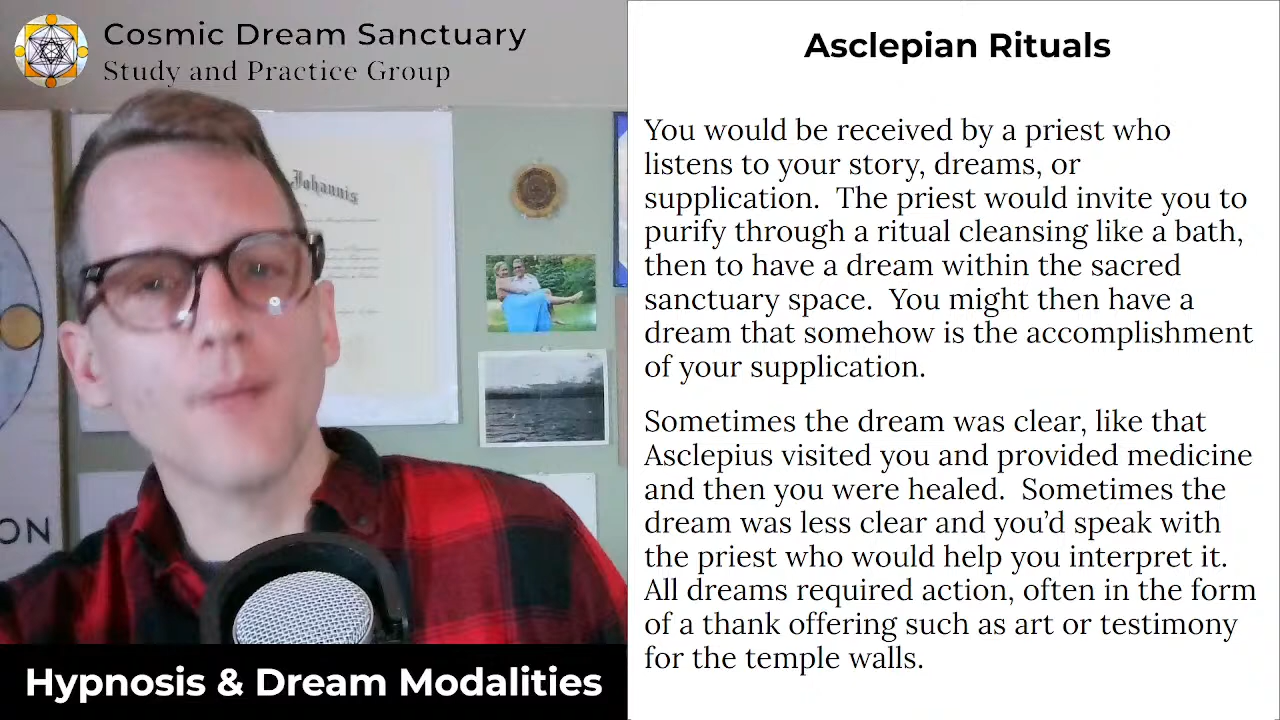 Cosmic Dream Sanctuary
Study and Practice Group
Johannis
ON
Hypnosis & Dream Modalities
Asclepian Rituals
You would be received by a priest who
listens to your story, dreams, or
supplication.  The priest would invite you to
purify through a ritual cleansing like a bath,
then to have a dream within the sacred
sanctuary space.  You might then have a
dream that somehow is the accomplishment
of your supplication.
Sometimes the dream was clear, like that
Asclepius visited you and provided medicine
and then you were healed.  Sometimes the
dream was less clear and you’d speak with
the priest who would help you interpret it.
All dreams required action, often in the form
of a thank offering such as art or testimony
for the temple walls.